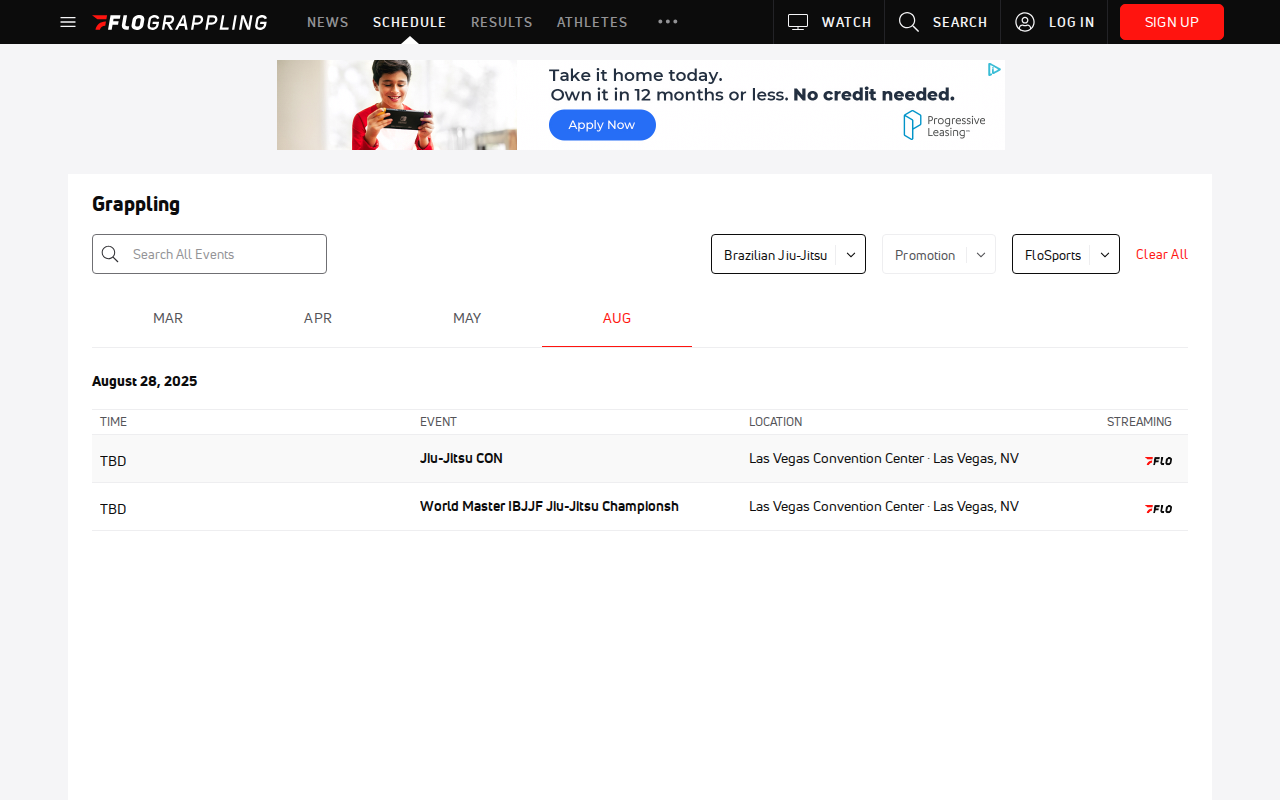 FLOGRAPPLING NEWS SCHEDULE RESULTS ATHLETES WATCH SEARCH LOG IN SIGN UP
Take it home today.
Own it in 12 months or less. No credit needed.
Apply Now
Progressive
Leasing
Grappling
Search All Events
Brazilian Jiu-Jitsu
Promotion
FloSports
Clear All
MAR APR MAY AUG
August 28, 2025
TIME EVENT LOCATION STREAMING
TBD Jiu-Jitsu CON Las Vegas Convention Center · Las Vegas, NV FLO
TBD World Master IBJJF Jiu-Jitsu Championsh Las Vegas Convention Center · Las Vegas, NV FLO